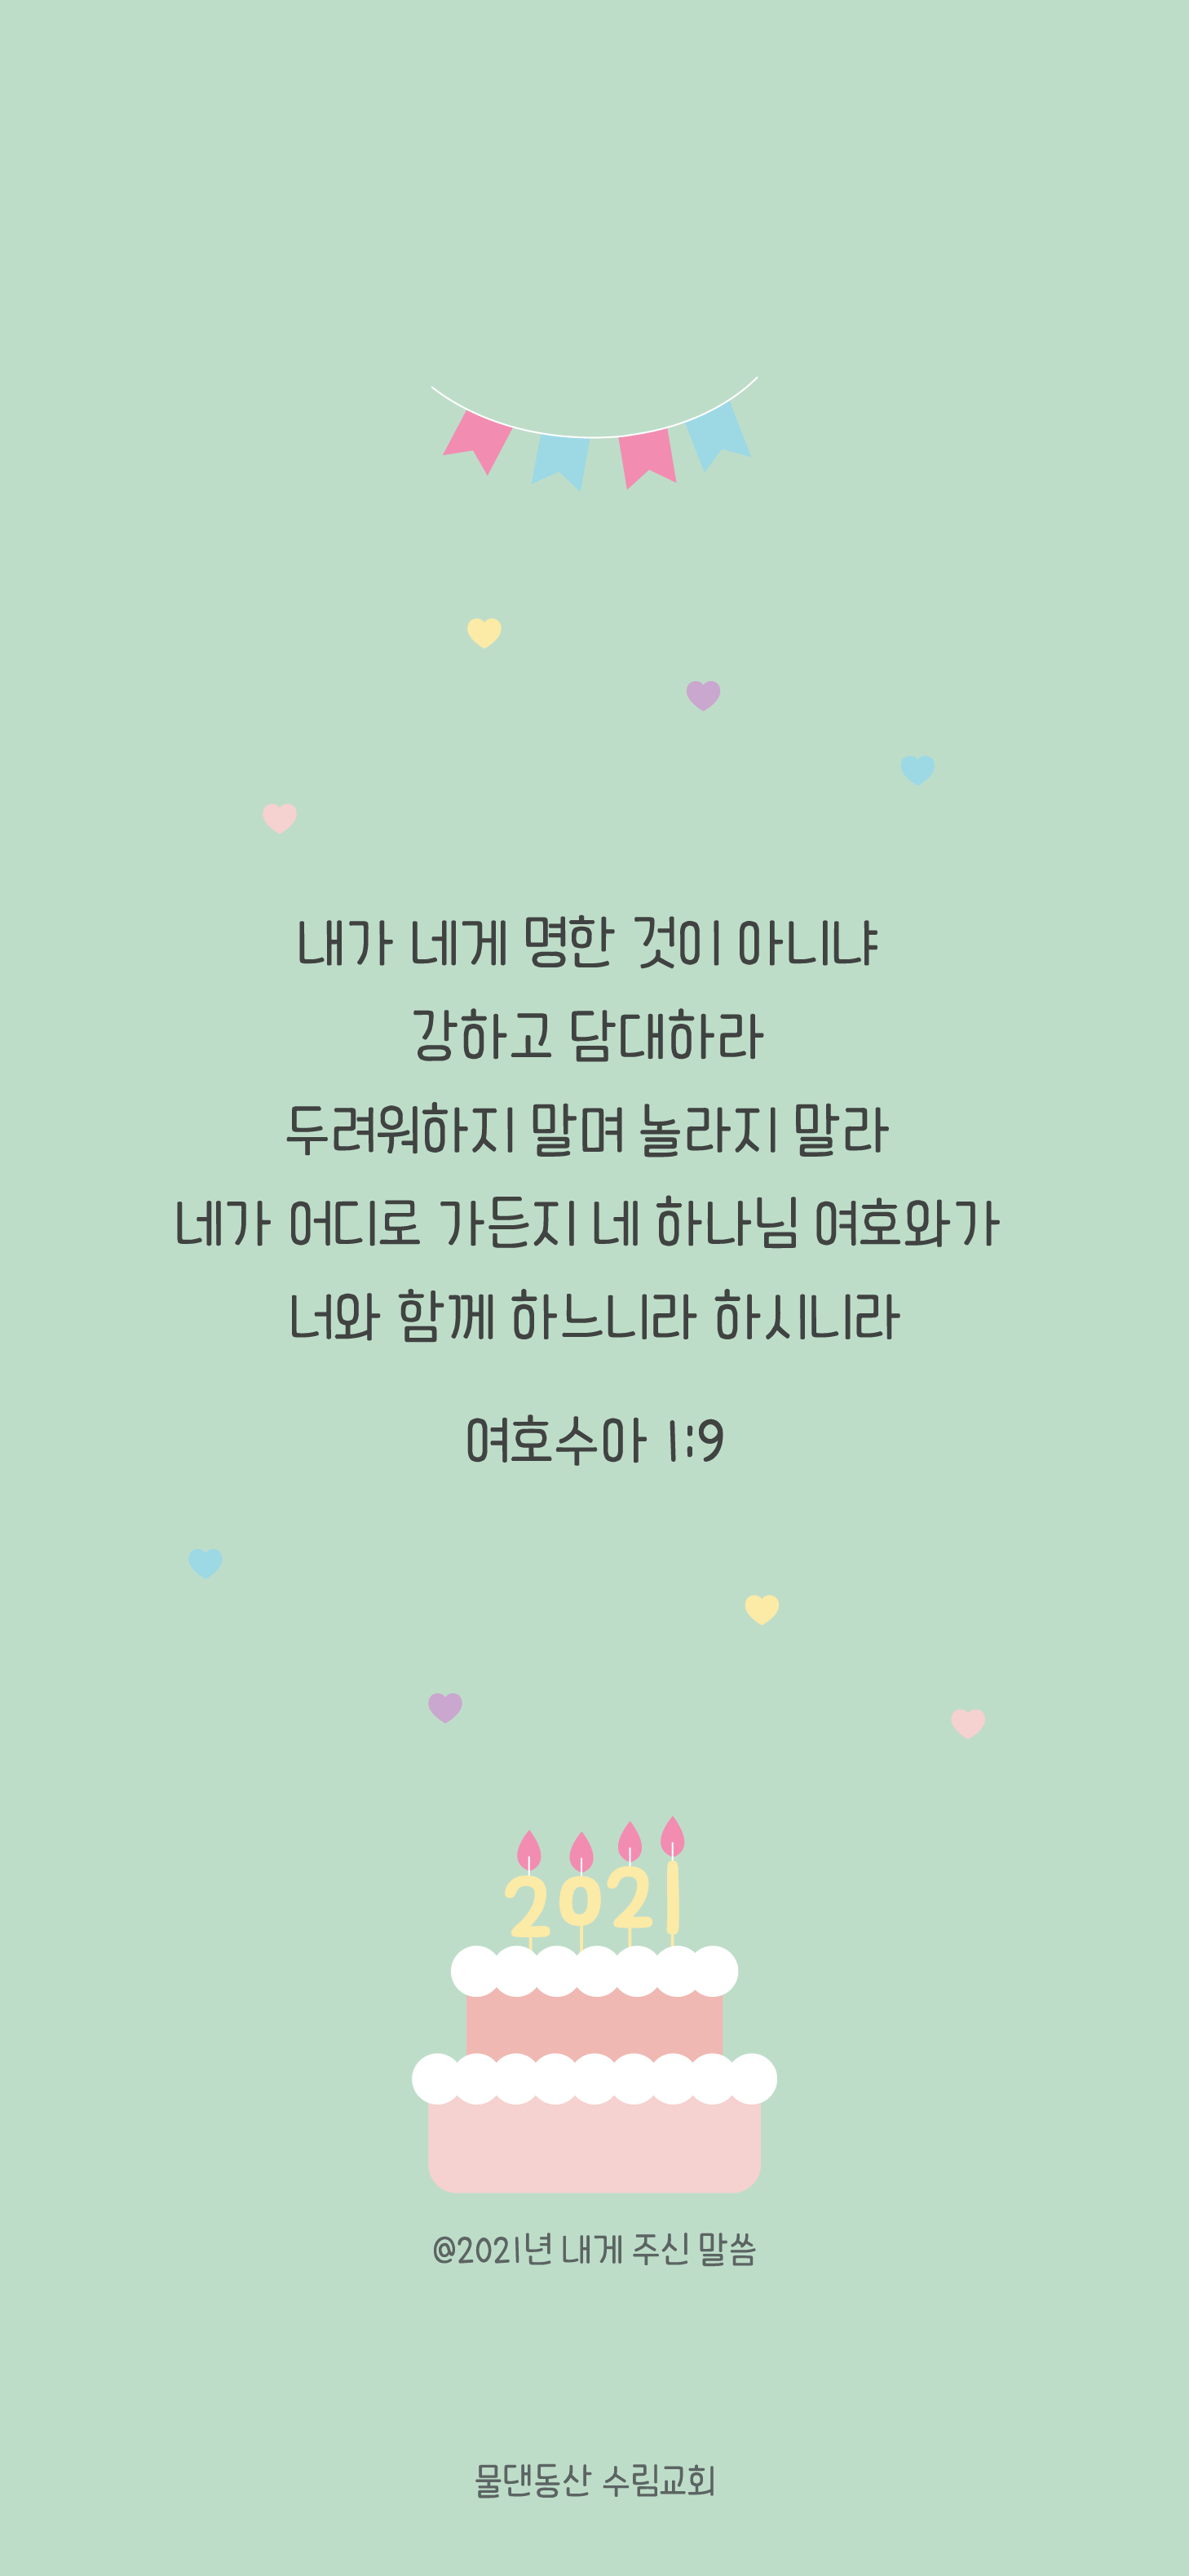 내가 네게 명한 것이 아니냐
강하고 담대하라
두려워하지 말며 놀라지 말라
네가 어디로 가든지 네 하나님 여호와가
너와 함께 하느니라 하시니라
여호수아 1:9
2021
@2021년 내게 주신 말씀
물댄동산 수림교회